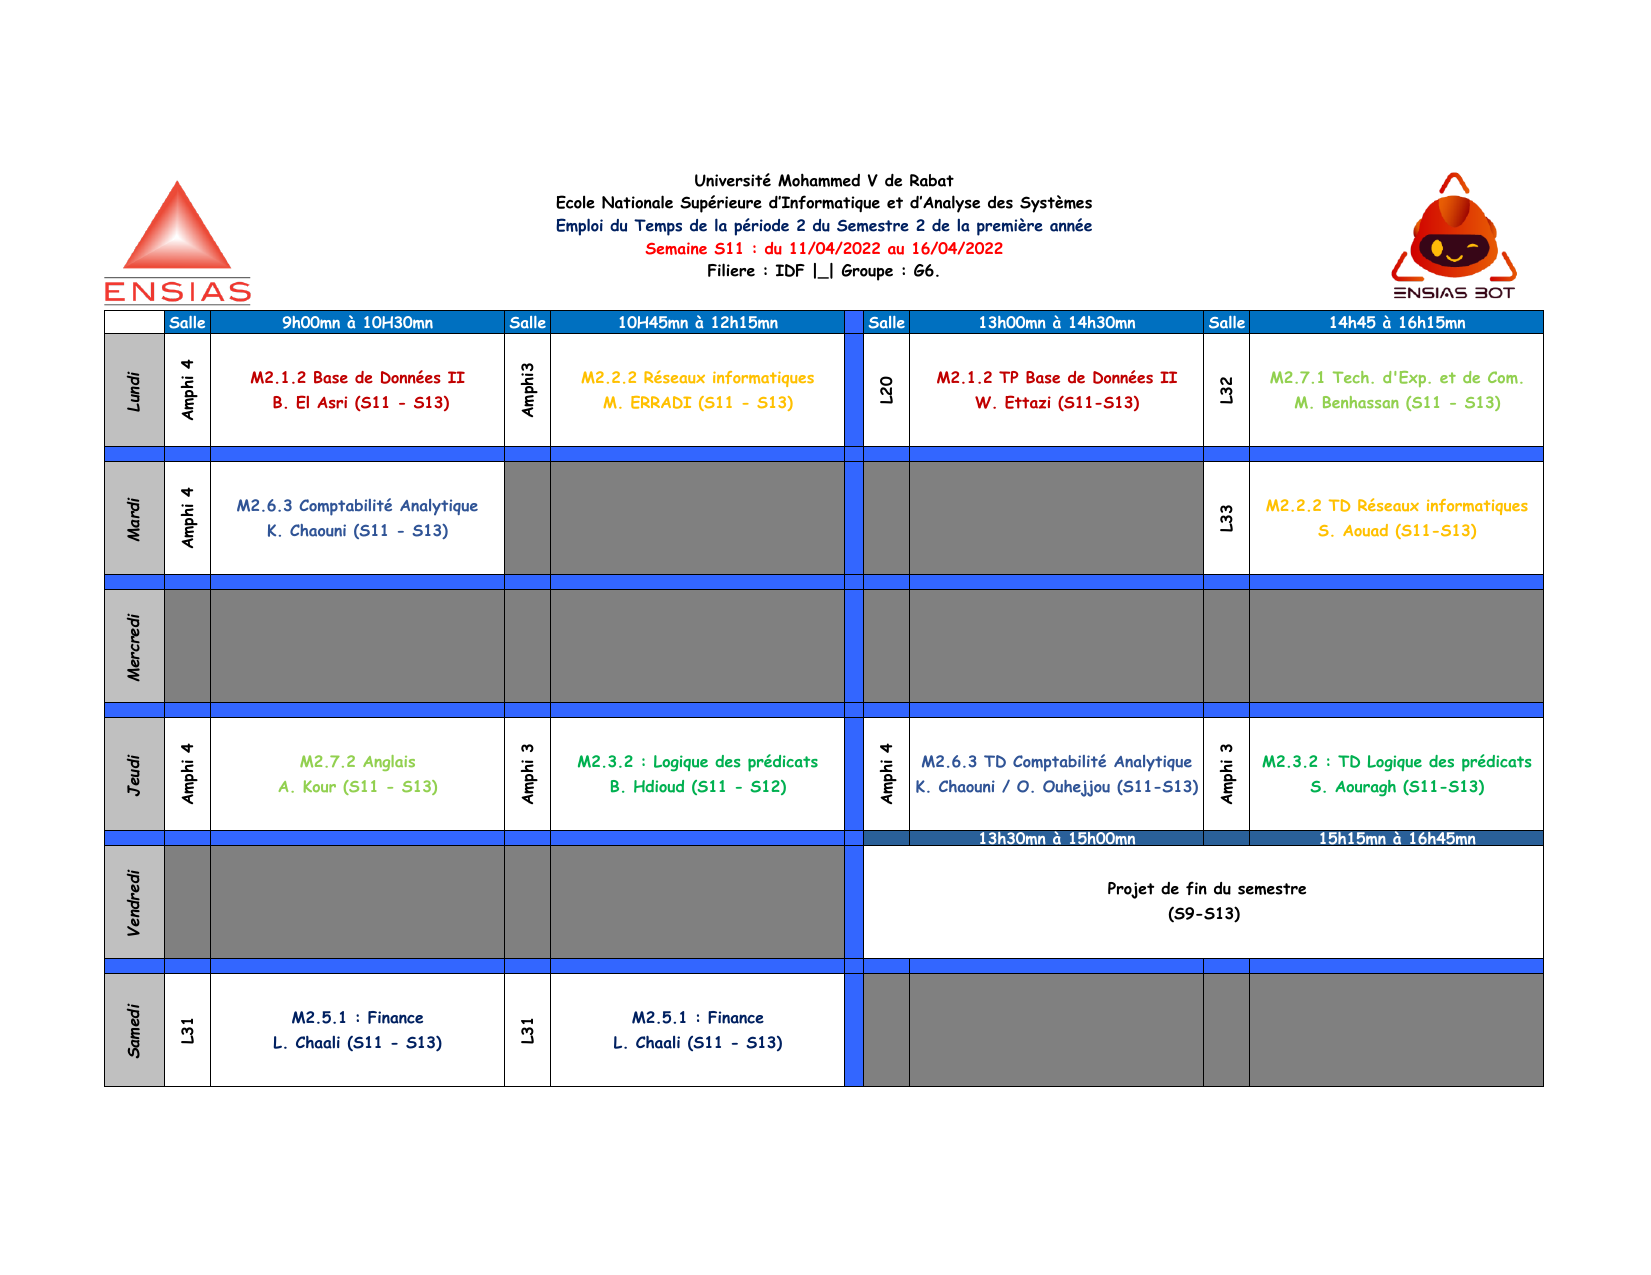 Université Mohammed V de Rabat
Ecole Nationale Supérieure d’Informatique et d’Analyse des Systèmes
Emploi du Temps de la période 2 du Semestre 2 de la première année
Semaine S11 : du 11/04/2022 au 16/04/2022
Filiere : IDF |_| Groupe : G6.
ENSIAS
ENSIAS BOT
Salle 9h00mn à 10H30mn Salle 10H45mn à 12h15mn Salle 13h00mn à 14h30mn Salle 14h45 à 16h15mn
Lundi
Amphi 4
M2.1.2 Base de Données II
B. El Asri (S11 - S13)
Amphi3
M2.2.2 Réseaux informatiques
M. ERRADI (S11 - S13)
L20
M2.1.2 TP Base de Données II
W. Ettazi (S11-S13)
L32
M2.7.1 Tech. d'Exp. et de Com.
M. Benhassan (S11 - S13)
Mardi
Amphi 4
M2.6.3 Comptabilité Analytique
K. Chaouni (S11 - S13)
L33
M2.2.2 TD Réseaux informatiques
S. Aouad (S11-S13)
Mercredi
Jeudi
Amphi 4
M2.7.2 Anglais
A. Kour (S11 - S13)
Amphi 3
M2.3.2 : Logique des prédicats
B. Hdioud (S11 - S12)
Amphi 4
M2.6.3 TD Comptabilité Analytique
K. Chaouni / O. Ouhejjou (S11-S13)
Amphi 3
M2.3.2 : TD Logique des prédicats
S. Aouragh (S11-S13)
13h30mn à 15h00mn 15h15mn à 16h45mn
Vendredi
Projet de fin du semestre
(S9-S13)
Samedi
L31
M2.5.1 : Finance
L. Chaali (S11 - S13)
L31
M2.5.1 : Finance
L. Chaali (S11 - S13)